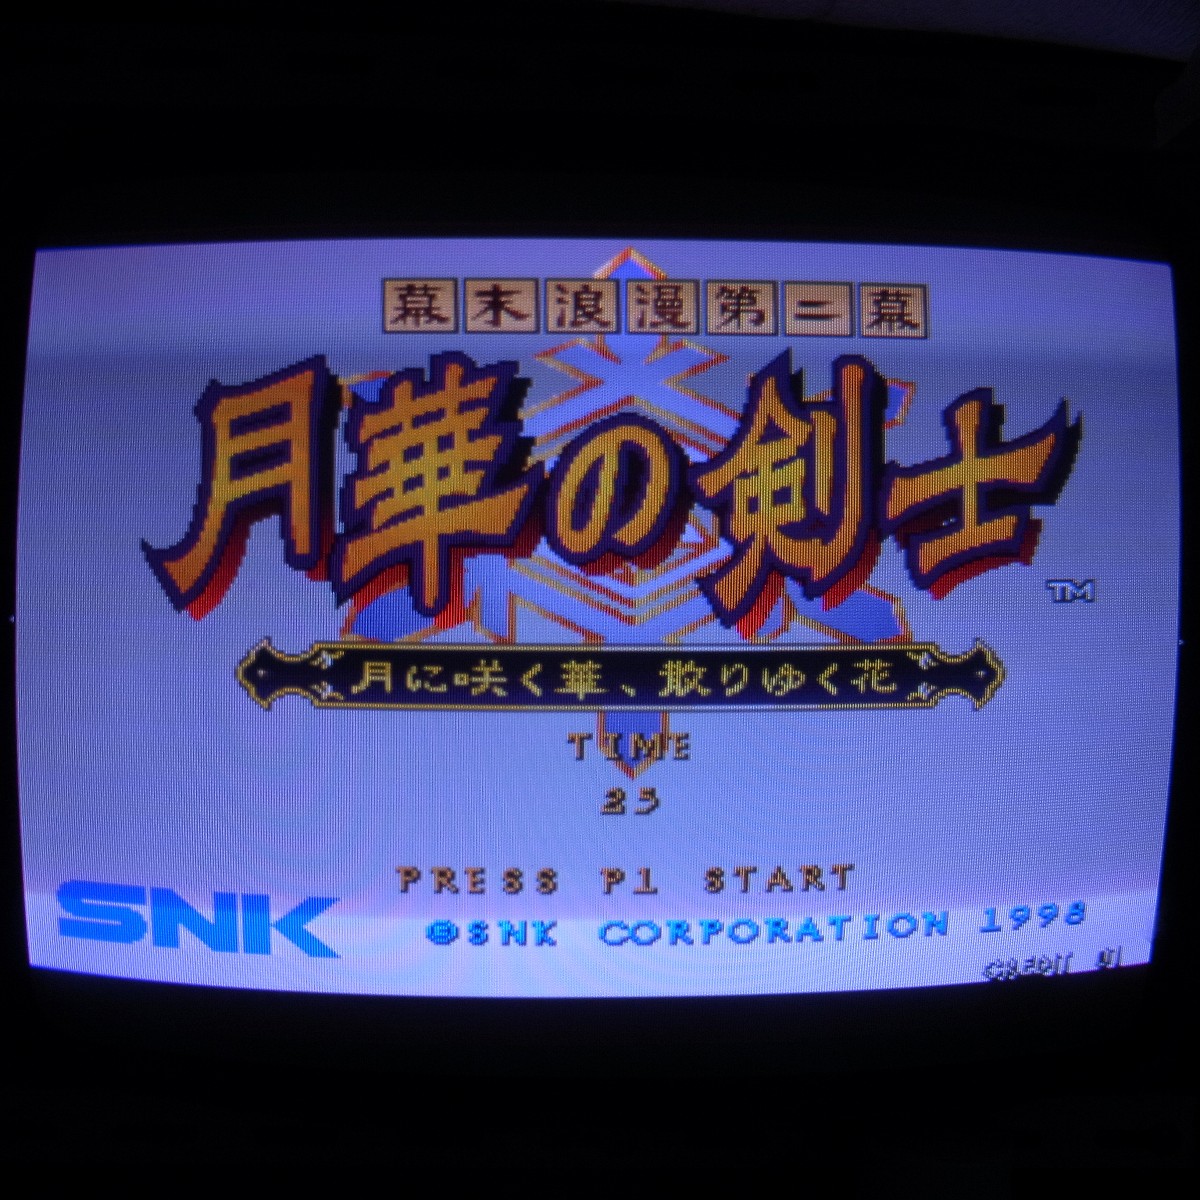 幕末浪漫第二幕
月華の剣士
TM
月に咲く華、散りゆく花
TIME
25
PRESS P1 START
SNK
©SNK CORPORATION 1998
CREDIT 01